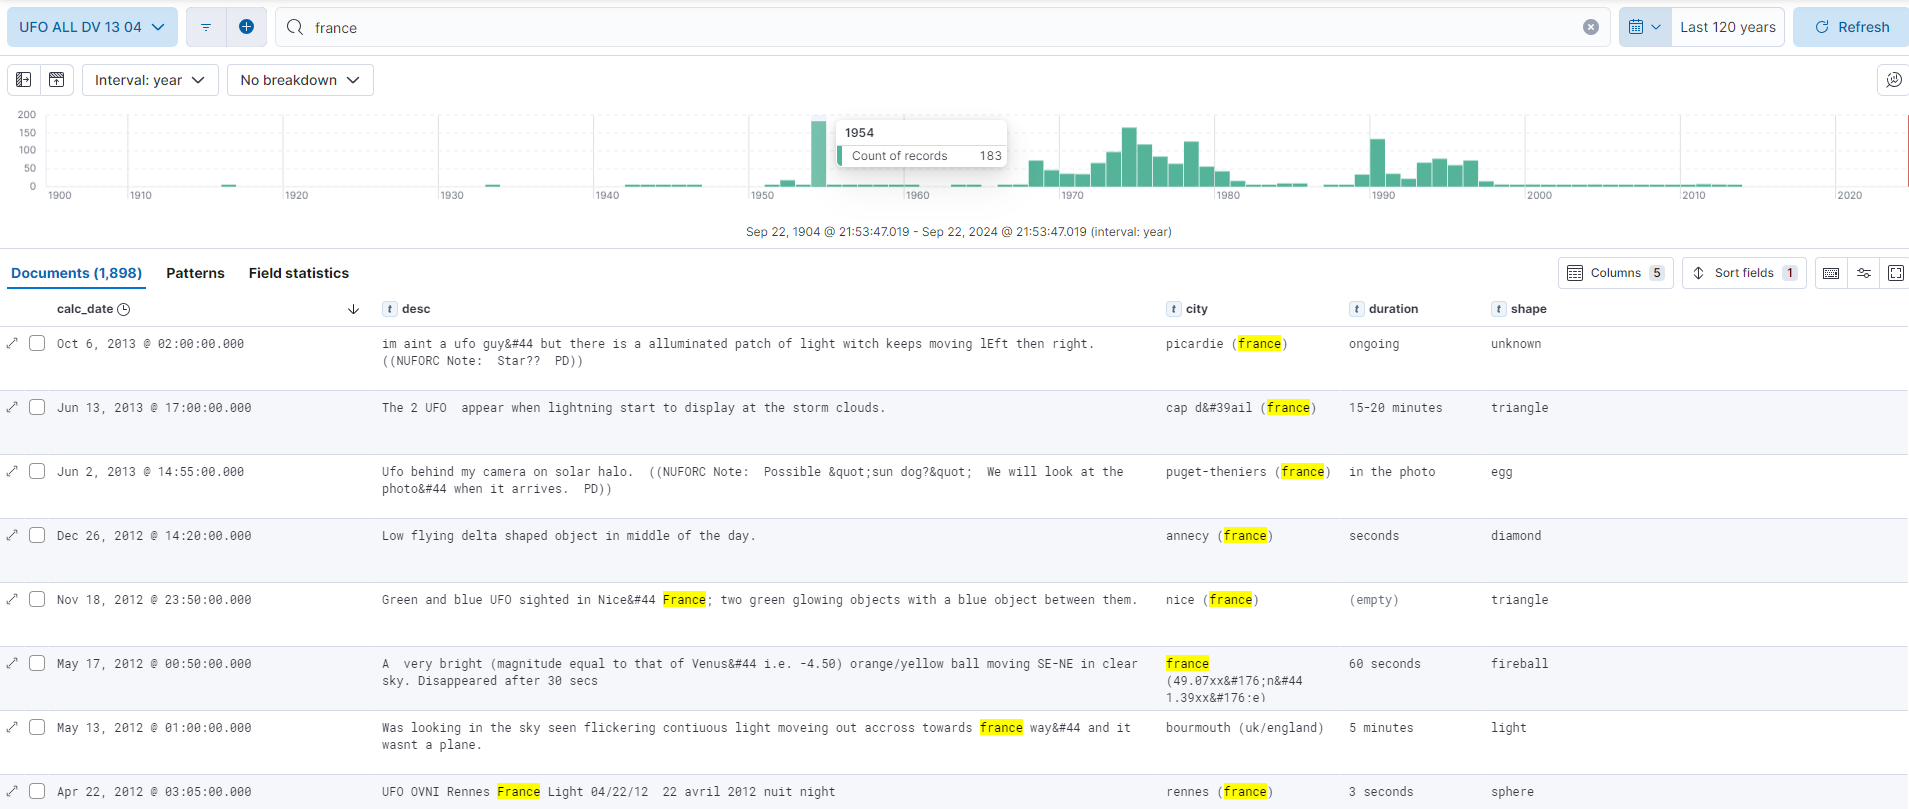 UFO ALL DV 13 04
france
Last 120 years
Refresh
Interval: year
No breakdown
200
150
100
50
0
1954
Count of records 183
1900 1910 1920 1930 1940 1950 1960 1970 1980 1990 2000 2010 2020
Sep 22, 1904 @ 21:53:47.019 - Sep 22, 2024 @ 21:53:47.019 (interval: year)
Documents (1,898) Patterns Field statistics
Columns 5 Sort fields 1
calc_date t desc t city t duration t shape
Oct 6, 2013 @ 02:00:00.000
im aint a ufo guy&#44 but there is a alluminated patch of light witch keeps moving lEft then right.
((NUFORC Note:  Star??  PD))
picardie (france)
ongoing
unknown
Jun 13, 2013 @ 17:00:00.000
The 2 UFO  appear when lightning start to display at the storm clouds.
cap d&#39ail (france)
15-20 minutes
triangle
Jun 2, 2013 @ 14:55:00.000
Ufo behind my camera on solar halo.  ((NUFORC Note:  Possible &quot;sun dog?&quot;  We will look at the
photo&#44 when it arrives.  PD))
puget-theniers (france)
in the photo
egg
Dec 26, 2012 @ 14:20:00.000
Low flying delta shaped object in middle of the day.
annecy (france)
seconds
diamond
Nov 18, 2012 @ 23:50:00.000
Green and blue UFO sighted in Nice&#44 France; two green glowing objects with a blue object between them.
nice (france)
(empty)
triangle
May 17, 2012 @ 00:50:00.000
A  very bright (magnitude equal to that of Venus&#44 i.e. -4.50) orange/yellow ball moving SE-NE in clear
sky. Disappeared after 30 secs
france
(49.07xx&#176;n&#44
1.39xx&#176;e)
60 seconds
fireball
May 13, 2012 @ 01:00:00.000
Was looking in the sky seen flickering contiuous light moveing out accross towards france way&#44 and it
wasnt a plane.
bourmouth (uk/england)
5 minutes
light
Apr 22, 2012 @ 03:05:00.000
UFO OVNI Rennes France Light 04/22/12  22 avril 2012 nuit night
rennes (france)
3 seconds
sphere